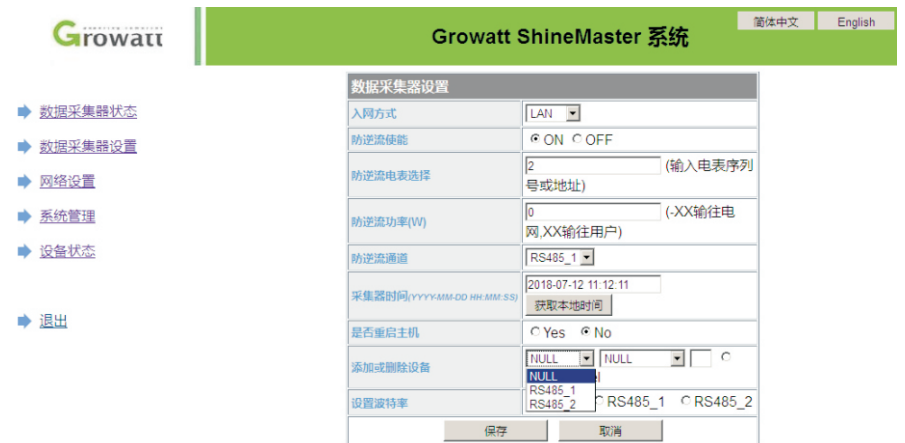 Growatt
Growatt ShineMaster 系统
简体中文 English
数据采集器状态
数据采集器设置
网络设置
系统管理
设备状态
退出
数据采集器设置
入网方式 LAN
防逆流使能 ON OFF
防逆流电表选择 2 (输入电表序列
号或地址)
防逆流功率(W) 0 (-XX输往电
网,XX输往用户)
防逆流通道 RS485_1
采集器时间(YYYY-MM-DD HH:MM:SS) 2018-07-12 11:12:11
获取本地时间
是否重启主机 Yes No
添加或删除设备 NULL NULL
NULL
RS485_1
RS485_2
设置波特率 RS485_1 RS485_2
保存 取消